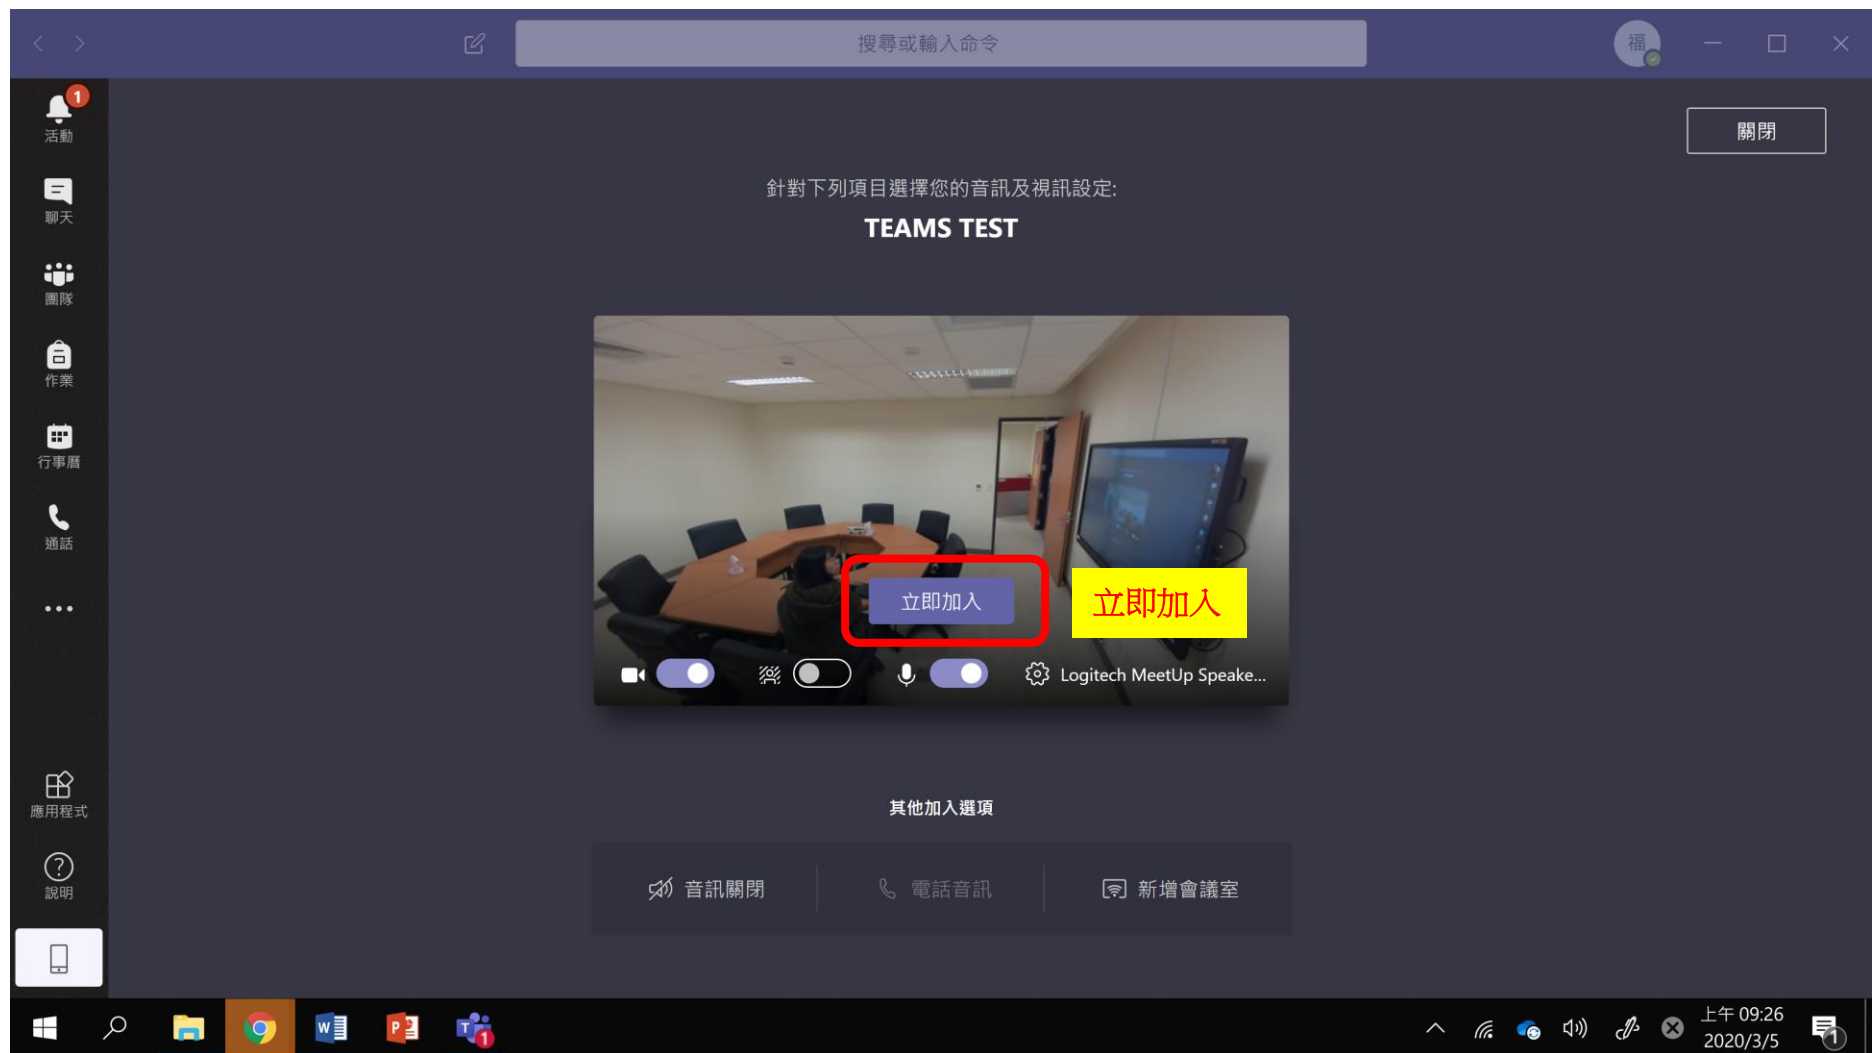 搜尋或輸入命令
福
1
活動
聊天
團隊
作業
行事曆
通話
應用程式
說明
關閉
針對下列項目選擇您的音訊及視訊設定:
TEAMS TEST
立即加入
立即加入
Logitech MeetUp Speake...
其他加入選項
音訊關閉
電話音訊
新增會議室
上午 09:26
2020/3/5
1
1